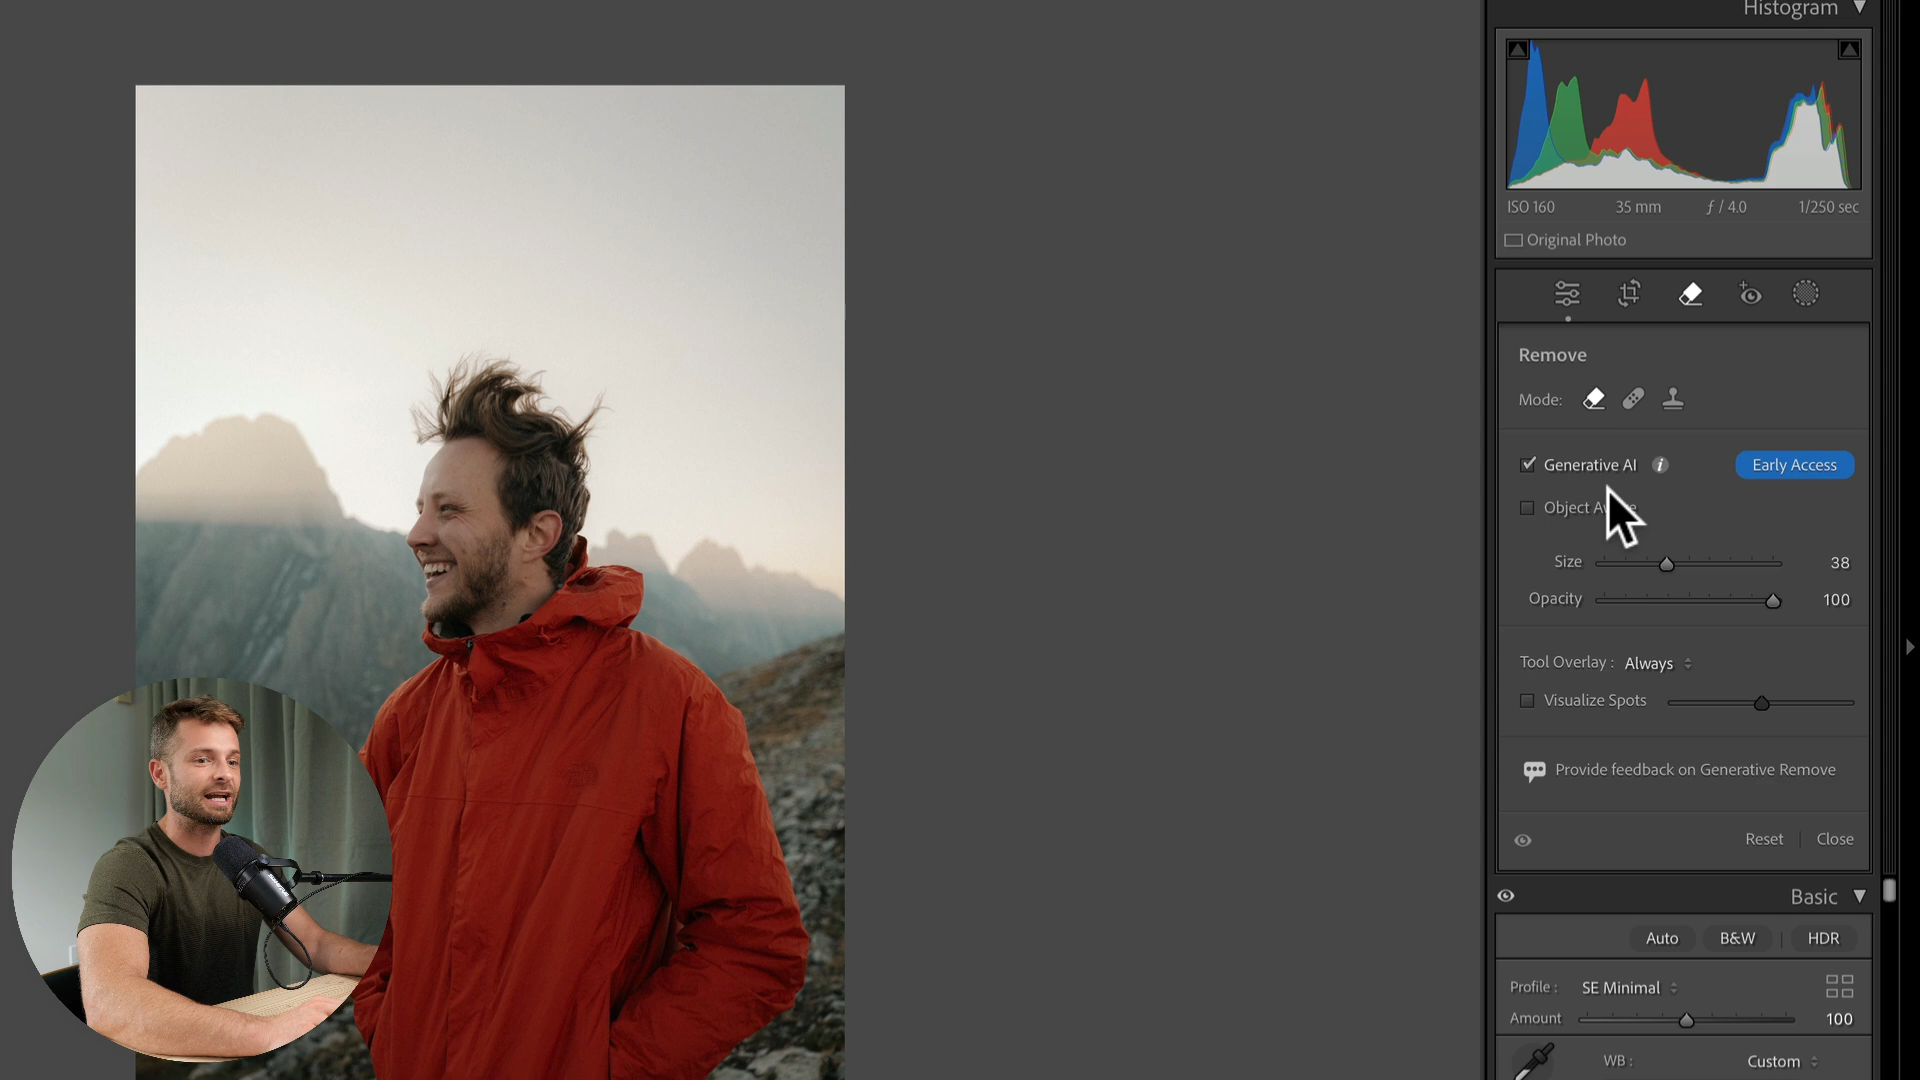 Histogram
ISO 160 35 mm ƒ / 4.0 1/250 sec
Original Photo
Remove
Mode:
Generative AI Early Access
Object
Size 38
Opacity 100
Tool Overlay : Always
Visualize Spots
Provide feedback on Generative Remove
Reset | Close
Basic
Auto B&W | HDR
Profile : SE Minimal
Amount 100
WB : Custom